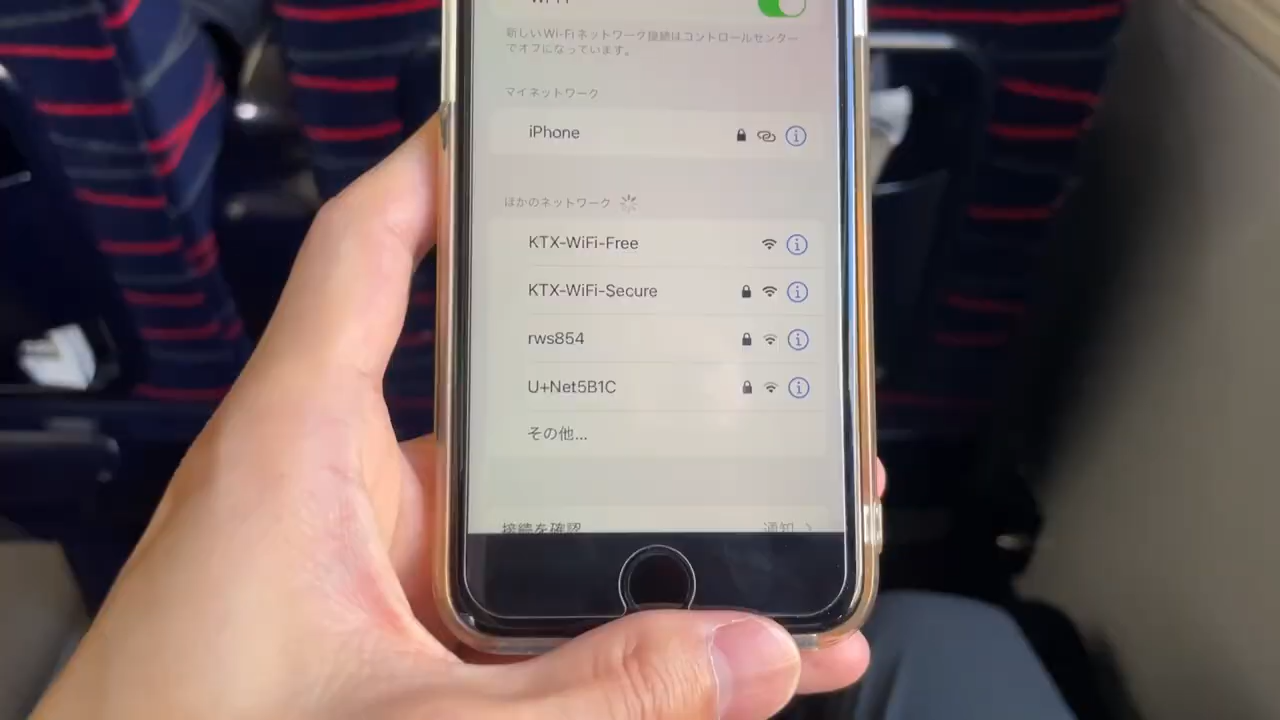 Wi-Fi
新しいWi-Fiネットワーク接続はコントロールセンター
でオフになっています。
マイネットワーク
iPhone
ほかのネットワーク
KTX-WiFi-Free
KTX-WiFi-Secure
rws854
U+Net5B1C
その他...
接続を確認 通知